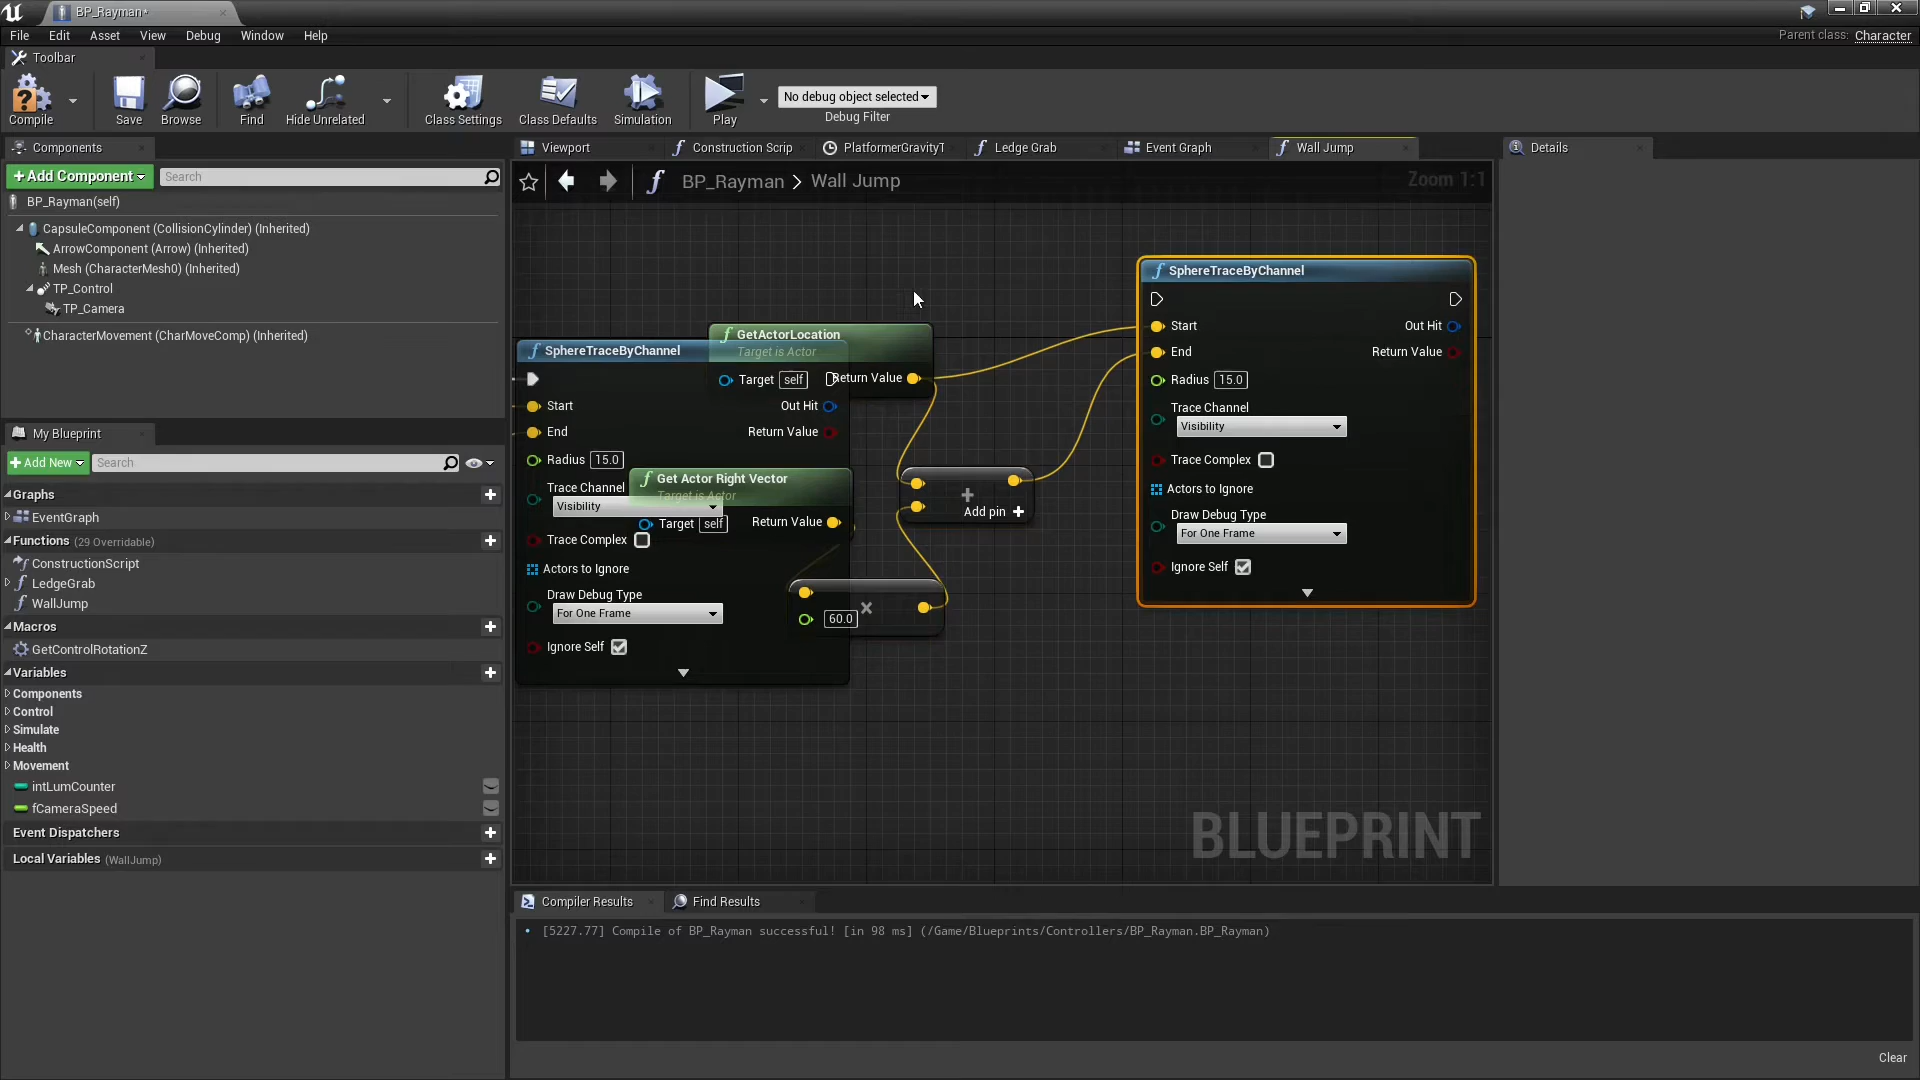 BP_Rayman*
File Edit Asset View Debug Window Help
Parent class: Character
Toolbar
Compile Save Browse Find Hide Unrelated Class Settings Class Defaults Simulation Play
No debug object selected
Debug Filter
Components
+Add Component
Search
BP_Rayman(self)
CapsuleComponent (CollisionCylinder) (Inherited)
ArrowComponent (Arrow) (Inherited)
Mesh (CharacterMesh0) (Inherited)
TP_Control
TP_Camera
CharacterMovement (CharMoveComp) (Inherited)
My Blueprint
+Add New
Search
Graphs
EventGraph
Functions (29 Overridable)
ConstructionScript
LedgeGrab
WallJump
Macros
GetControlRotationZ
Variables
Components
Control
Simulate
Health
Movement
intLumCounter
fCameraSpeed
Event Dispatchers
Local Variables (WallJump)
Viewport Construction Scrip PlatformerGravityT Ledge Grab Event Graph Wall Jump
BP_Rayman > Wall Jump
Zoom 1:1
GetActorLocation
Target is Actor
Target self
Return Value
SphereTraceByChannel
Start
Out Hit
End
Return Value
Radius 15.0
Trace Channel
Visibility
Trace Complex
Actors to Ignore
Draw Debug Type
For One Frame
Ignore Self
Get Actor Right Vector
Target is Actor
Target self
Return Value
60.0
Add pin +
SphereTraceByChannel
Start
Out Hit
End
Return Value
Radius 15.0
Trace Channel
Visibility
Trace Complex
Actors to Ignore
Draw Debug Type
For One Frame
Ignore Self
BLUEPRINT
Details
Compiler Results
Find Results
[5227.77] Compile of BP_Rayman successful! [in 98 ms] (/Game/Blueprints/Controllers/BP_Rayman.BP_Rayman)
Clear